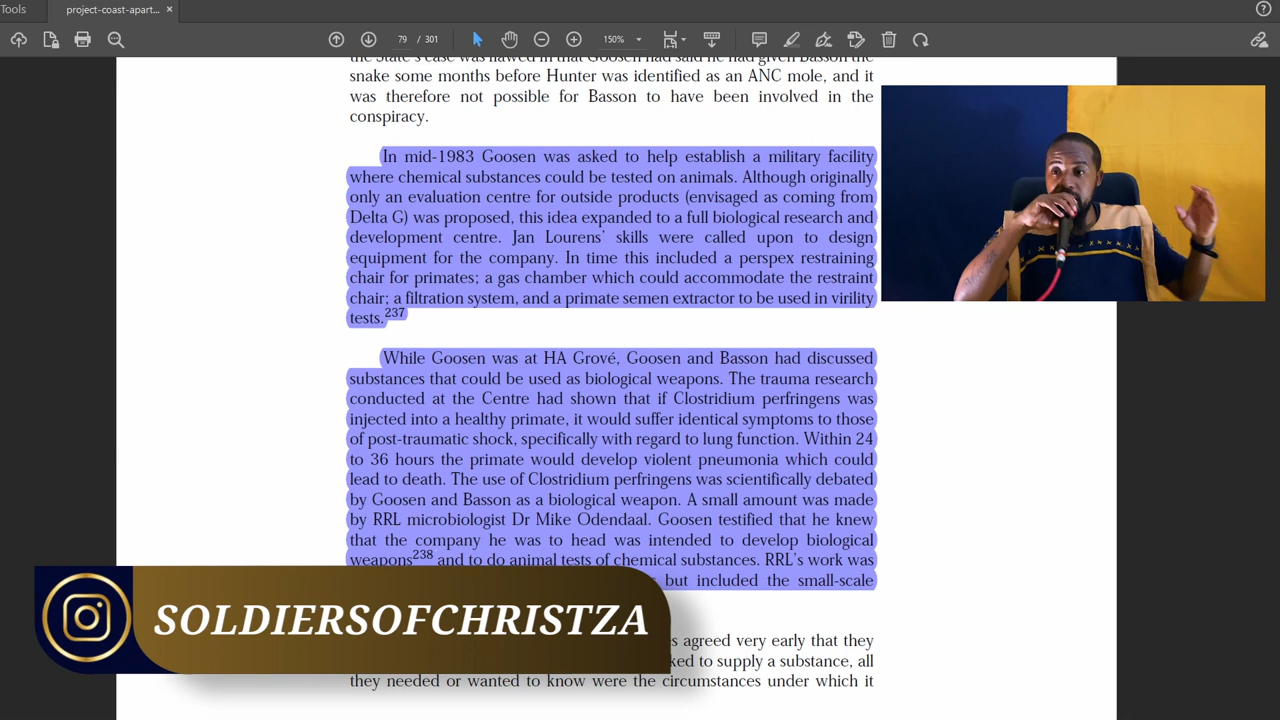 Tools
project-coast-apart... ×
79 / 301
150%
the State's case was flawed in that Goosen had said he had given Basson the
snake some months before Hunter was identified as an ANC mole, and it
was therefore not possible for Basson to have been involved in the
conspiracy.
In mid-1983 Goosen was asked to help establish a military facility
where chemical substances could be tested on animals. Although originally
only an evaluation centre for outside products (envisaged as coming from
Delta G) was proposed, this idea expanded to a full biological research and
development centre. Jan Lourens' skills were called upon to design
equipment for the company. In time this included a perspex restraining
chair for primates; a gas chamber which could accommodate the restraint
chair; a filtration system, and a primate semen extractor to be used in virility
tests.237
While Goosen was at HA Grové, Goosen and Basson had discussed
substances that could be used as biological weapons. The trauma research
conducted at the Centre had shown that if Clostridium perfringens was
injected into a healthy primate, it would suffer identical symptoms to those
of post-traumatic shock, specifically with regard to lung function. Within 24
to 36 hours the primate would develop violent pneumonia which could
lead to death. The use of Clostridium perfringens was scientifically debated
by Goosen and Basson as a biological weapon. A small amount was made
by RRL microbiologist Dr Mike Odendaal. Goosen testified that he knew
that the company he was to head was intended to develop biological
weapons238 and to do animal tests of chemical substances. RRL's work was
but included the small-scale
SOLDIERSOFCHRISTZA
agreed very early that they
to supply a substance, all
they needed or wanted to know were the circumstances under which it